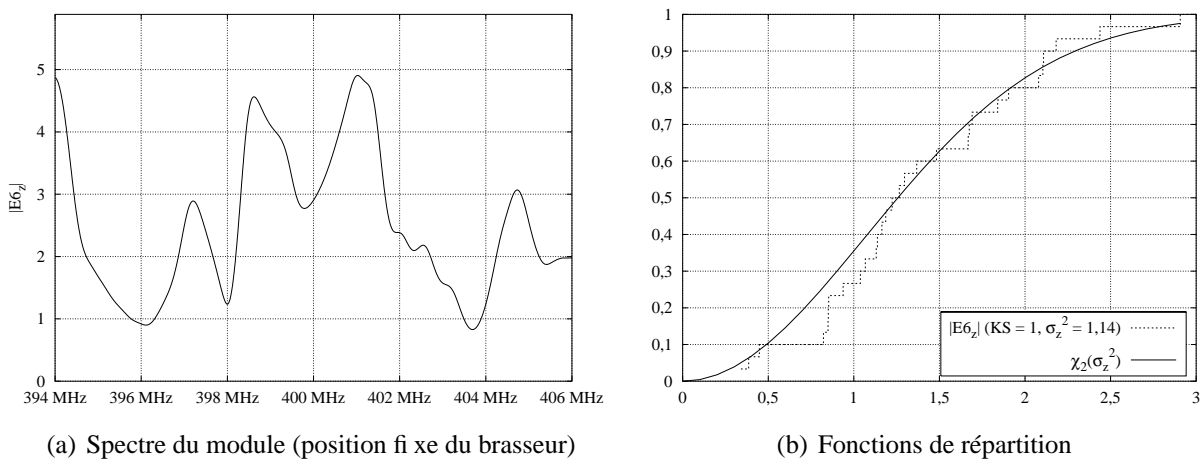 |E6z|
5
4
3
2
1
0
394 MHz 396 MHz 398 MHz 400 MHz 402 MHz 404 MHz 406 MHz
(a) Spectre du module (position fi xe du brasseur)
1
0,9
0,8
0,7
0,6
0,5
0,4
0,3
0,2
0,1
0
0 0,5 1 1,5 2 2,5 3
|E6z| (KS = 1, σz² = 1,14)
χ2(σz²)
(b) Fonctions de répartition